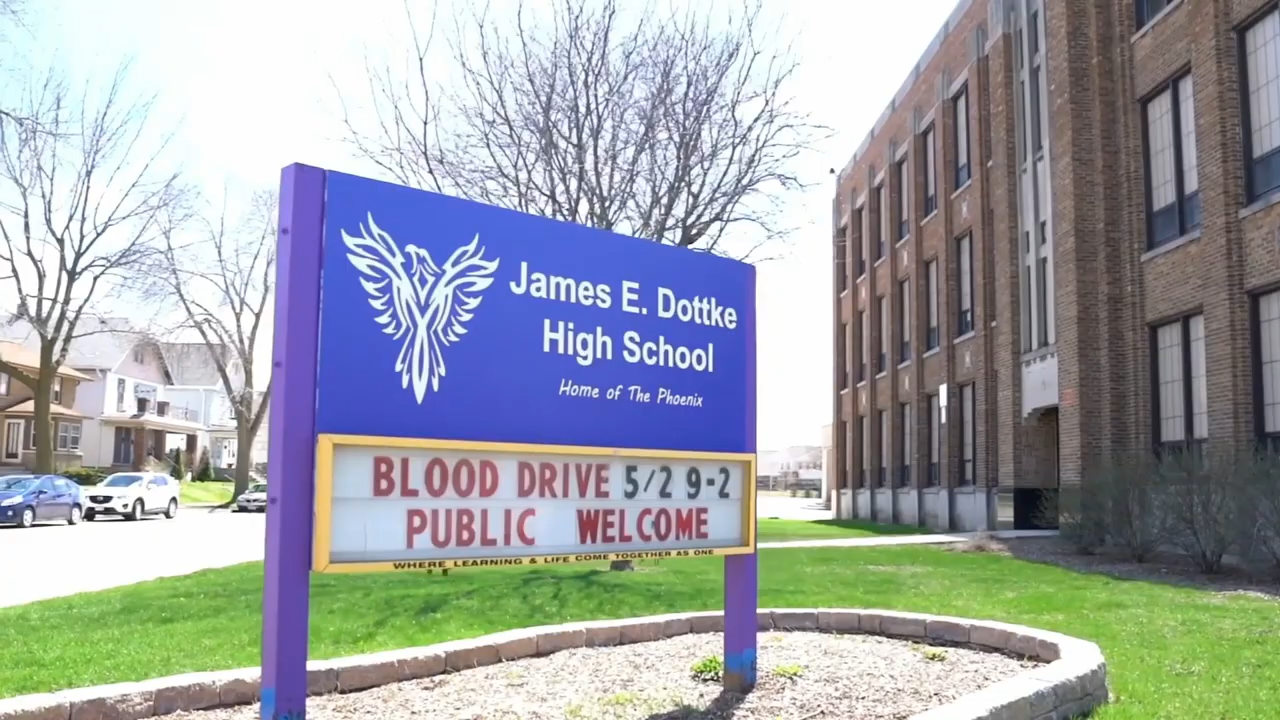 James E. Dottke
High School
Home of The Phoenix
BLOOD DRIVE 5/2 9-2
PUBLIC WELCOME
WHERE LEARNING & LIFE COME TOGETHER AS ONE